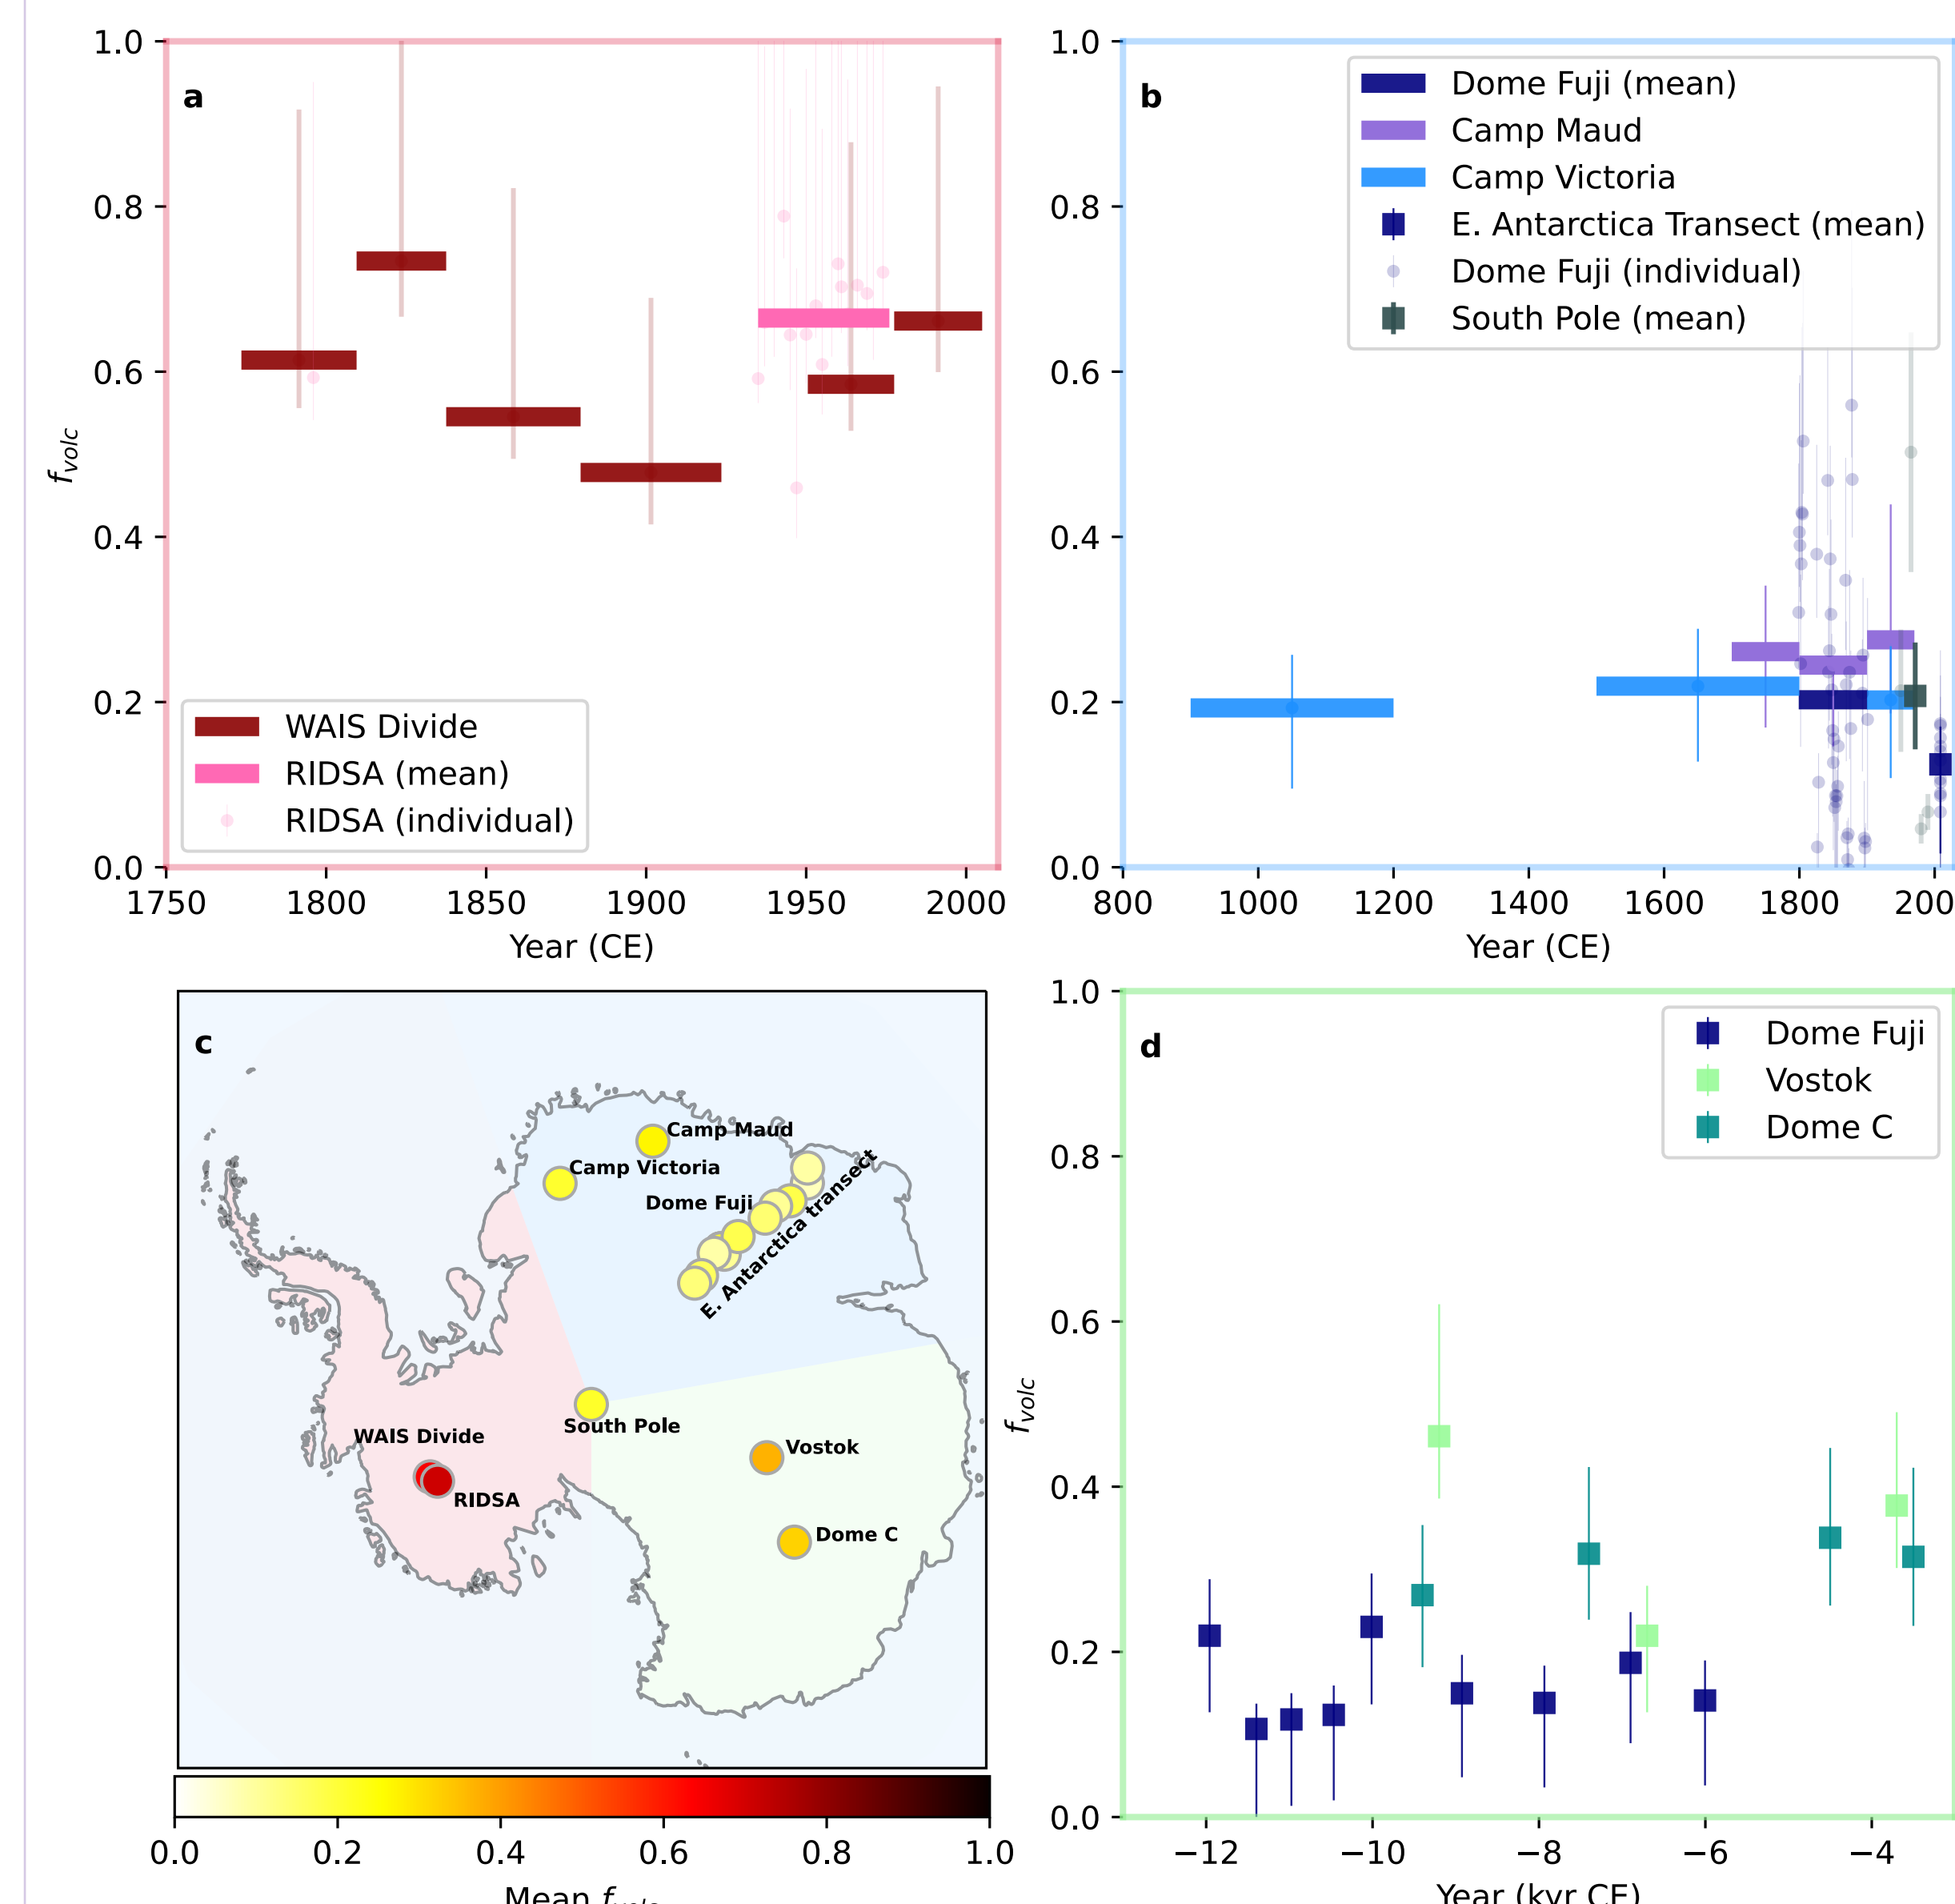 a
1.0
0.8
0.6
0.4
0.2
0.0
f_volc
WAIS Divide
RIDSA (mean)
RIDSA (individual)
1750 1800 1850 1900 1950 2000
Year (CE)
b
1.0
0.8
0.6
0.4
0.2
0.0
Dome Fuji (mean)
Camp Maud
Camp Victoria
E. Antarctica Transect (mean)
Dome Fuji (individual)
South Pole (mean)
800 1000 1200 1400 1600 1800 200
Year (CE)
c
Camp Maud
Camp Victoria
Dome Fuji
E. Antarctica transect
South Pole
WAIS Divide
RIDSA
Vostok
Dome C
0.0 0.2 0.4 0.6 0.8 1.0
Mean f_volc
d
1.0
0.8
0.6
0.4
0.2
0.0
f_volc
Dome Fuji
Vostok
Dome C
−12 −10 −8 −6 −4
Year (kyr CE)